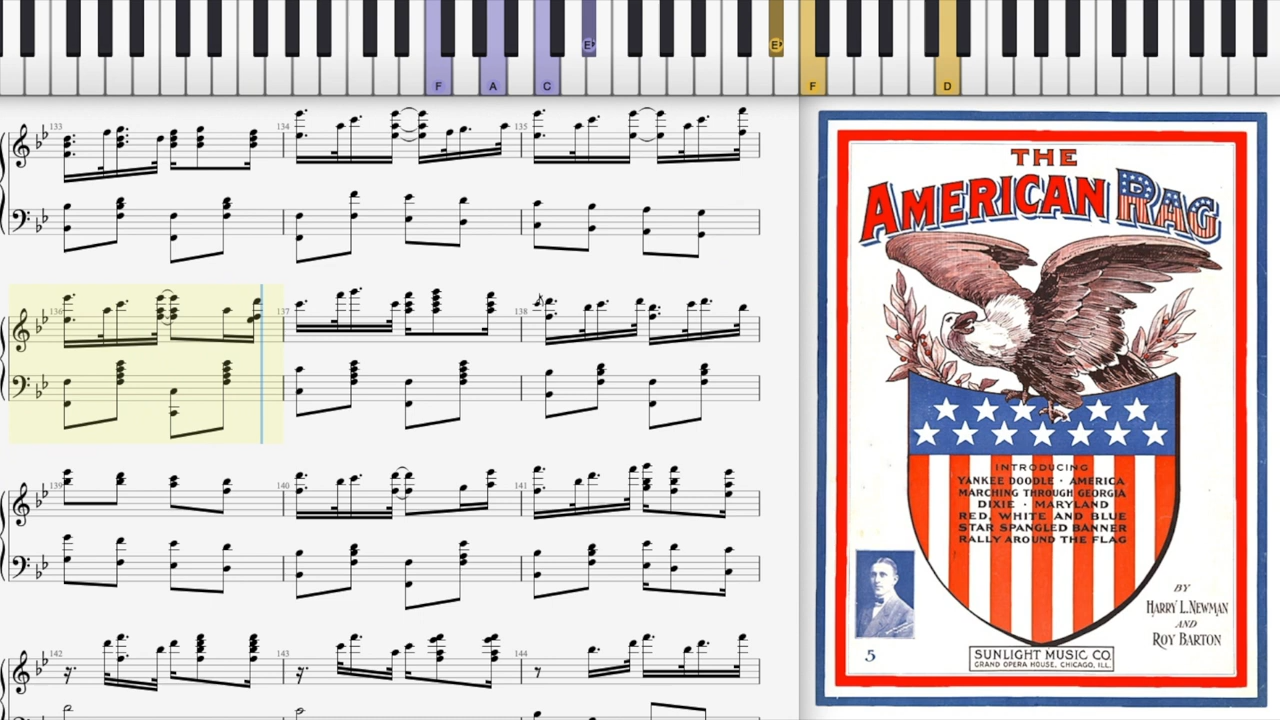 F A C E♭ E♭ F D
133 134 135
136 137 138
139 140 141
142 143 144
THE
AMERICAN RAG
INTRODUCING
YANKEE DOODLE · AMERICA
MARCHING THROUGH GEORGIA
DIXIE · MARYLAND
RED, WHITE AND BLUE
STAR SPANGLED BANNER
RALLY AROUND THE FLAG
BY
HARRY L. NEWMAN
AND
ROY BARTON
5
SUNLIGHT MUSIC CO
GRAND OPERA HOUSE, CHICAGO, ILL.